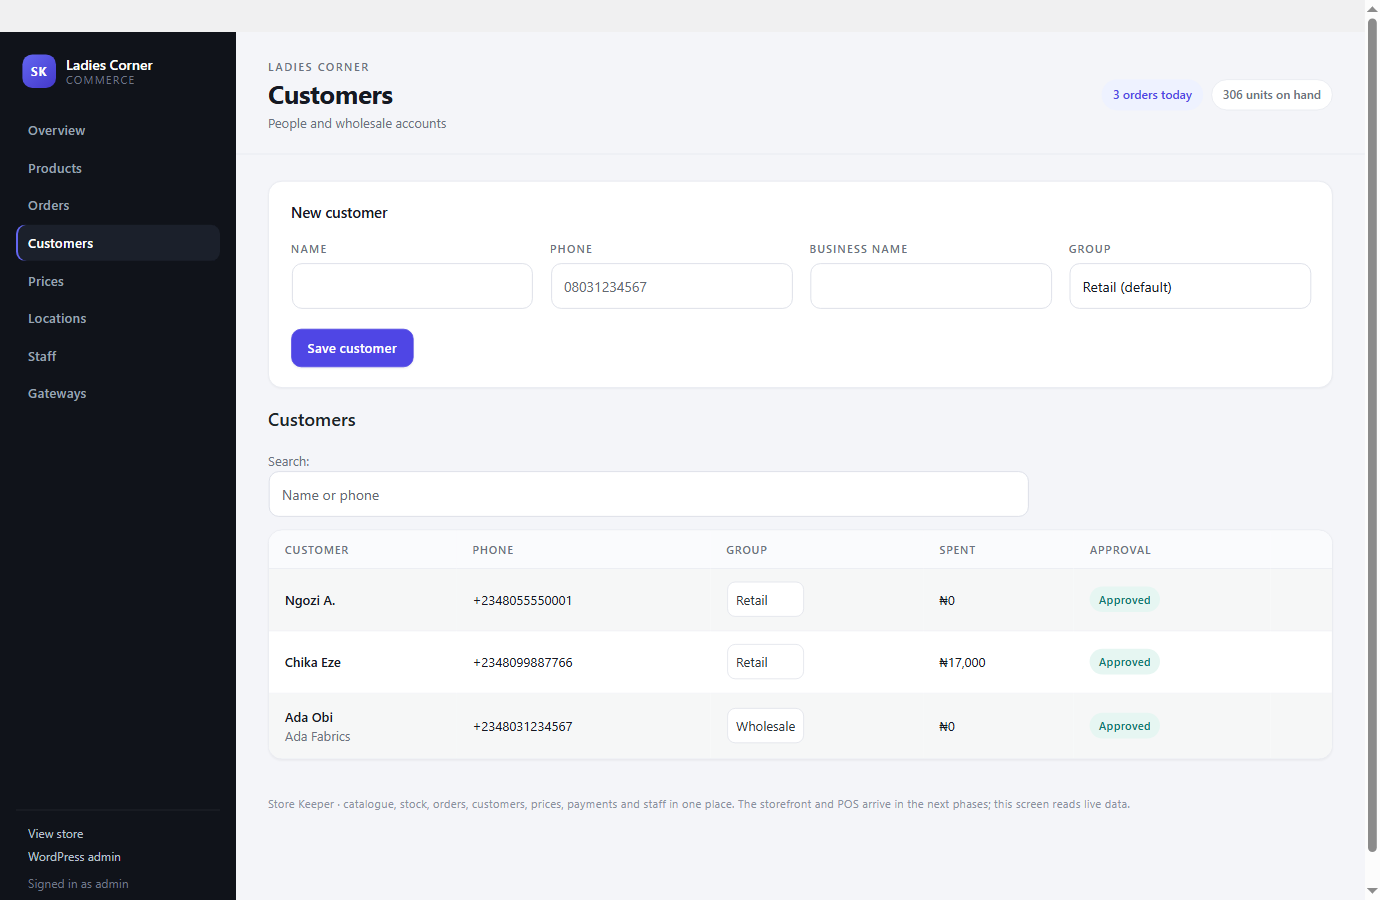 SK
Ladies Corner
COMMERCE
Overview
Products
Orders
Customers
Prices
Locations
Staff
Gateways
View store
WordPress admin
Signed in as admin
LADIES CORNER
Customers
People and wholesale accounts
3 orders today
306 units on hand
New customer
NAME PHONE BUSINESS NAME GROUP
08031234567 Retail (default)
Save customer
Customers
Search:
Name or phone
CUSTOMER PHONE GROUP SPENT APPROVAL
Ngozi A. +2348055550001 Retail ₦0 Approved
Chika Eze +2348099887766 Retail ₦17,000 Approved
Ada Obi +2348031234567 Wholesale ₦0 Approved
Ada Fabrics
Store Keeper · catalogue, stock, orders, customers, prices, payments and staff in one place. The storefront and POS arrive in the next phases; this screen reads live data.